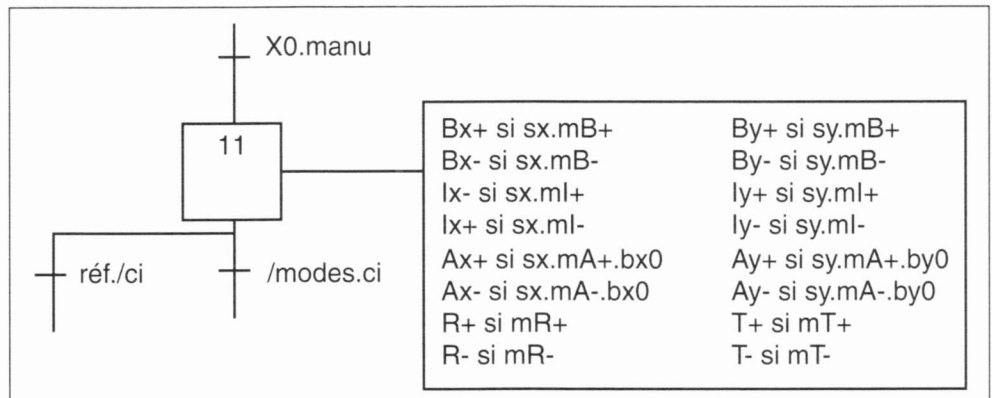 X0.manu
11
Bx+ si sx.mB+ By+ si sy.mB+
Bx- si sx.mB- By- si sy.mB-
Ix- si sx.mI+ Iy+ si sy.mI+
Ix+ si sx.mI- Iy- si sy.mI-
Ax+ si sx.mA+.bx0 Ay+ si sy.mA+.by0
Ax- si sx.mA-.bx0 Ay- si sy.mA-.by0
R+ si mR+ T+ si mT+
R- si mR- T- si mT-
réf./ci /modes.ci